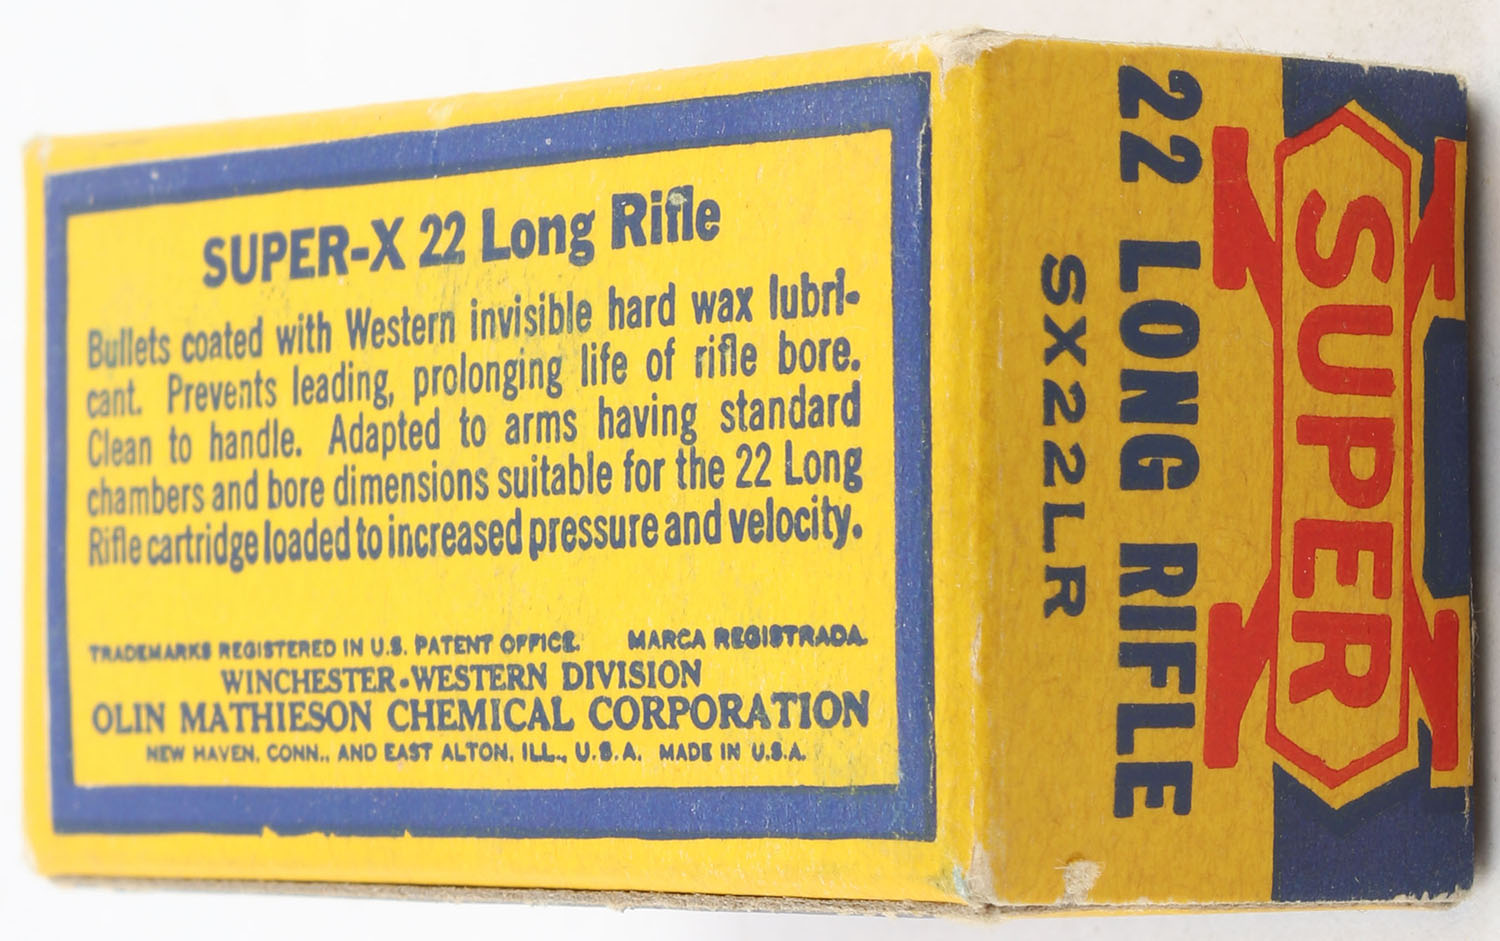 SUPER-X 22 Long Rifle
Bullets coated with Western invisible hard wax lubri-
cant. Prevents leading, prolonging life of rifle bore.
Clean to handle. Adapted to arms having standard
chambers and bore dimensions suitable for the 22 Long
Rifle cartridge loaded to increased pressure and velocity.
TRADEMARKS REGISTERED IN U.S. PATENT OFFICE. MARCA REGISTRADA.
WINCHESTER-WESTERN DIVISION
OLIN MATHIESON CHEMICAL CORPORATION
NEW HAVEN, CONN., AND EAST ALTON, ILL., U.S.A. MADE IN U.S.A.
SUPER X
22 LONG RIFLE
SX22LR